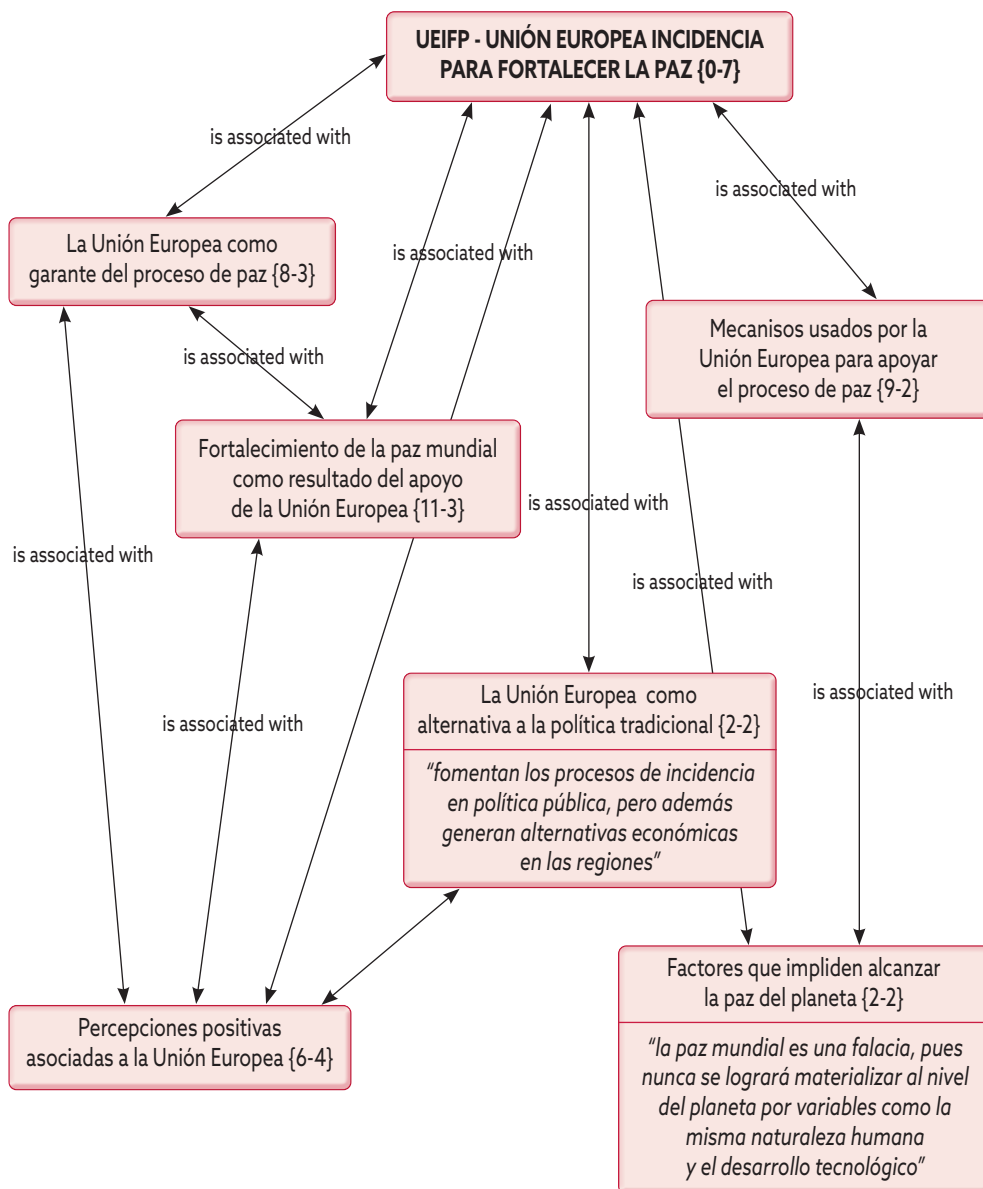 UEIFP - UNIÓN EUROPEA INCIDENCIA
PARA FORTALECER LA PAZ {0-7}
is associated with
is associated with
is associated with
La Unión Europea como
garante del proceso de paz {8-3}
Mecanisos usados por la
Unión Europea para apoyar
el proceso de paz {9-2}
is associated with
Fortalecimiento de la paz mundial
como resultado del apoyo
de la Unión Europea {11-3}
is associated with
is associated with
is associated with
is associated with
is associated with
La Unión Europea como
alternativa a la política tradicional {2-2}
“fomentan los procesos de incidencia
en política pública, pero además
generan alternativas económicas
en las regiones”
Factores que impliden alcanzar
la paz del planeta {2-2}
“la paz mundial es una falacia, pues
nunca se logrará materializar al nivel
del planeta por variables como la
misma naturaleza humana
y el desarrollo tecnológico”
Percepciones positivas
asociadas a la Unión Europea {6-4}